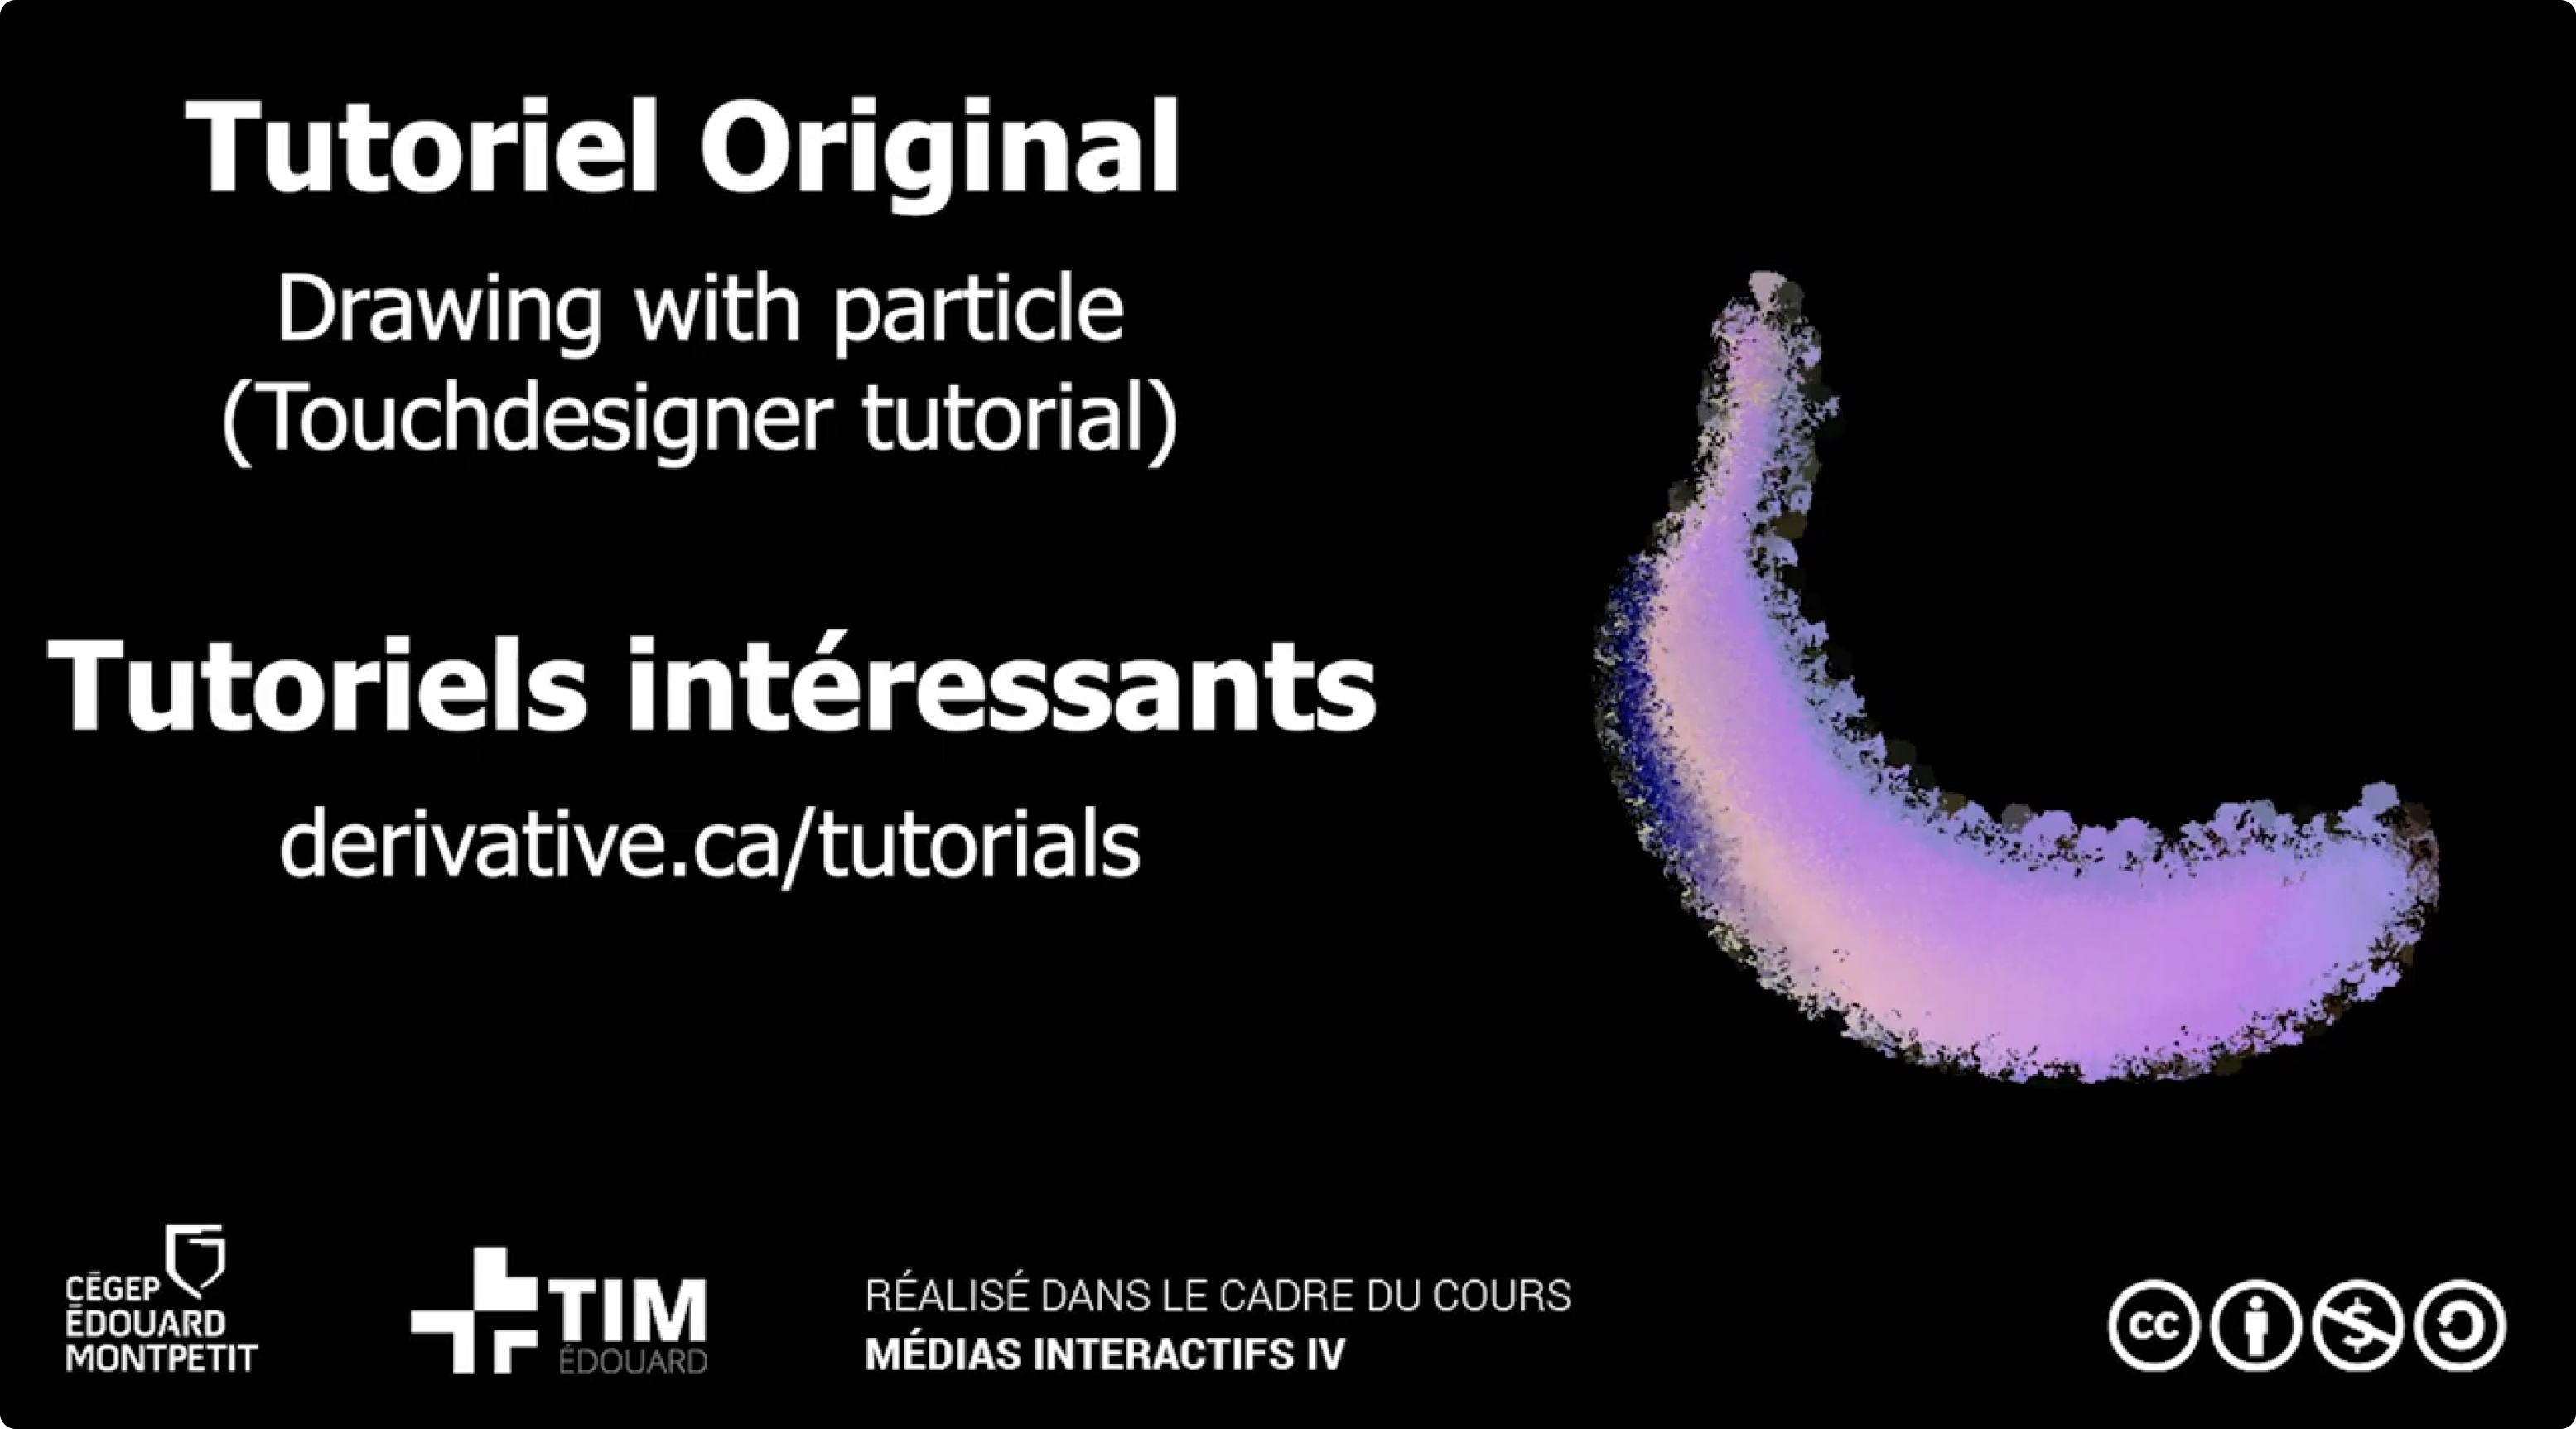 Tutoriel Original
Drawing with particle
(Touchdesigner tutorial)
Tutoriels intéressants
derivative.ca/tutorials
CÉGEP
ÉDOUARD
MONTPETIT
TIM
ÉDOUARD
RÉALISÉ DANS LE CADRE DU COURS
MÉDIAS INTERACTIFS IV
cc
$